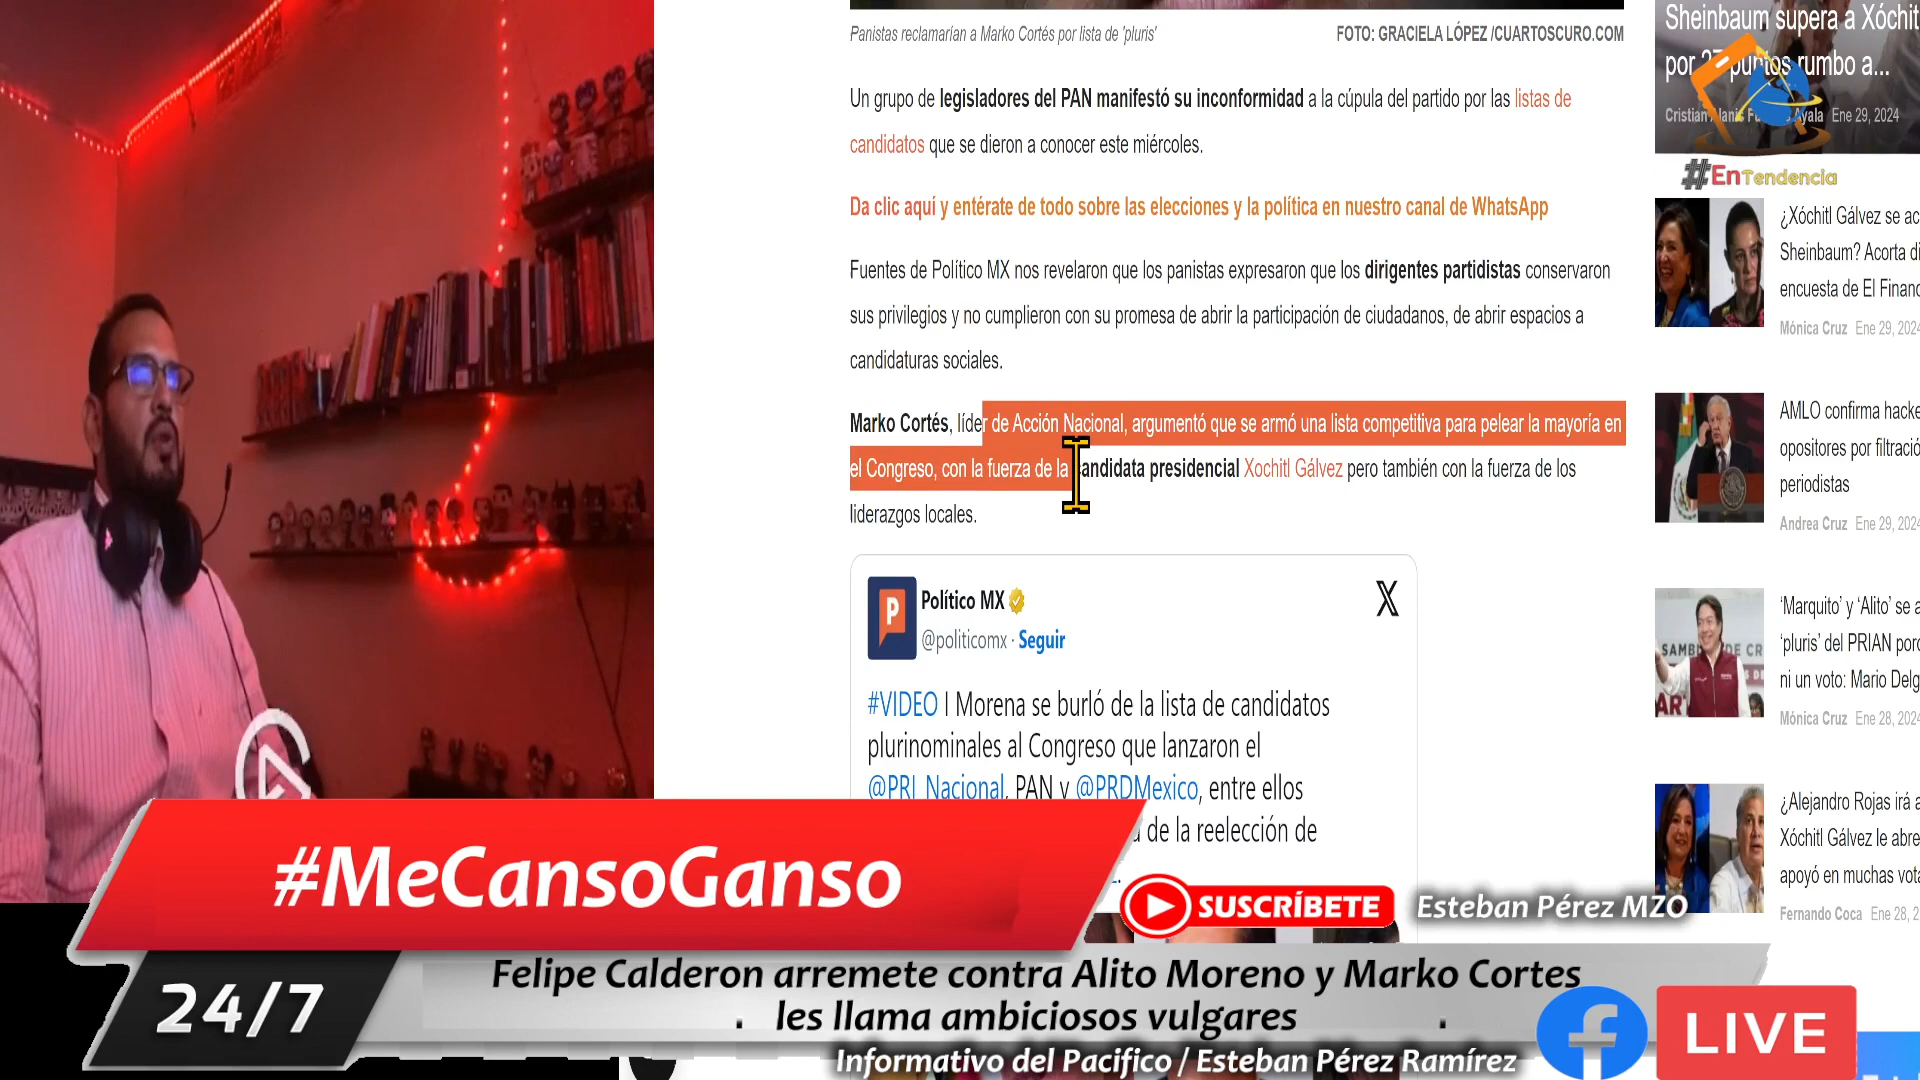 Panistas reclamarían a Marko Cortés por lista de 'pluris'
FOTO: GRACIELA LÓPEZ /CUARTOSCURO.COM
Un grupo de legisladores del PAN manifestó su inconformidad a la cúpula del partido por las listas de
candidatos que se dieron a conocer este miércoles.
Da clic aquí y entérate de todo sobre las elecciones y la política en nuestro canal de WhatsApp
Fuentes de Político MX nos revelaron que los panistas expresaron que los dirigentes partidistas conservaron
sus privilegios y no cumplieron con su promesa de abrir la participación de ciudadanos, de abrir espacios a
candidaturas sociales.
Marko Cortés, líder de Acción Nacional, argumentó que se armó una lista competitiva para pelear la mayoría en
el Congreso, con la fuerza de la candidata presidencial Xochitl Gálvez pero también con la fuerza de los
liderazgos locales.
Político MX
@politicomx · Seguir
#VIDEO I Morena se burló de la lista de candidatos
plurinominales al Congreso que lanzaron el
@PRI_Nacional, PAN y @PRDMexico, entre ellos
de la reelección de
Sheinbaum supera a Xóchit
por puntos rumbo a...
Cristian Ayala Ene 29, 2024
#EnTendencia
¿Xóchitl Gálvez se ac
Sheinbaum? Acorta di
encuesta de El Financ
Mónica Cruz Ene 29, 2024
AMLO confirma hacke
opositores por filtració
periodistas
Andrea Cruz Ene 29, 2024
'Marquito' y 'Alito' se a
'pluris' del PRIAN porq
ni un voto: Mario Delg
Mónica Cruz Ene 28, 2024
¿Alejandro Rojas irá a
Xóchitl Gálvez le abre
apoyó en muchas vota
Fernando Coca Ene 28, 2
#MeCansoGanso
SUSCRÍBETE
Esteban Pérez MZO
24/7
Felipe Calderon arremete contra Alito Moreno y Marko Cortes
. les llama ambiciosos vulgares .
Informativo del Pacifico / Esteban Pérez Ramírez
LIVE